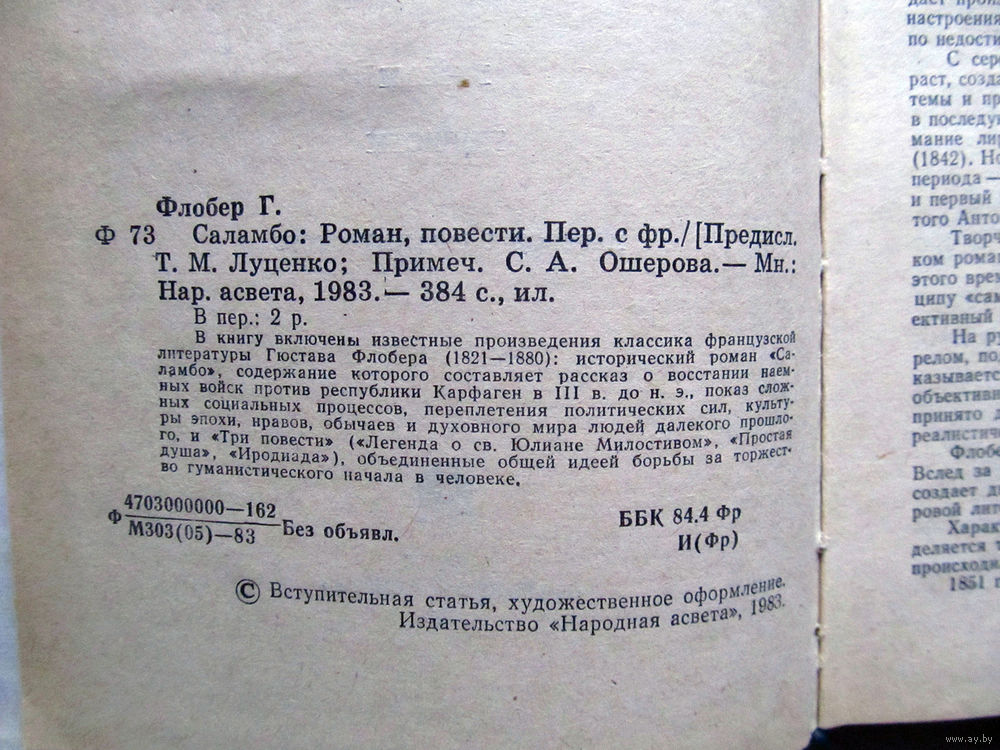 Флобер Г.
Ф 73 Саламбо: Роман, повести. Пер. с фр./[Предисл.
Т. М. Луценко; Примеч. С. А. Ошерова.— Мн.:
Нар. асвета, 1983.— 384 с., ил.
В пер.: 2 р.
В книгу включены известные произведения классика французской
литературы Гюстава Флобера (1821—1880): исторический роман «Са-
ламбо», содержание которого составляет рассказ о восстании наем-
ных войск против республики Карфаген в III в. до н. э., показ слож-
ных социальных процессов, переплетения политических сил, культу-
ры эпохи, нравов, обычаев и духовного мира людей далекого прошло-
го, и «Три повести» («Легенда о св. Юлиане Милостивом», «Простая
душа», «Иродиада»), объединенные общей идеей борьбы за торжест-
во гуманистического начала в человеке.
Ф 4703000000—162
М303(05)—83 Без объявл.
ББК 84.4 Фр
И(Фр)
© Вступительная статья, художественное оформление.
Издательство «Народная асвета», 1983.
настроения
по недости
С сере
раст, созда
темы и пр
в последу
мание лир
(1842). Но
периода —
и первый
того Анто
Творч
ком рома
этого врем
ципу «сам
ективный
На ру
релом, по
казывается
объективн
принято д
реалистич
Флобе
Вслед за
создает д
ровой лит
Харак
деляется т
происходи
1851 г
www.ay.by